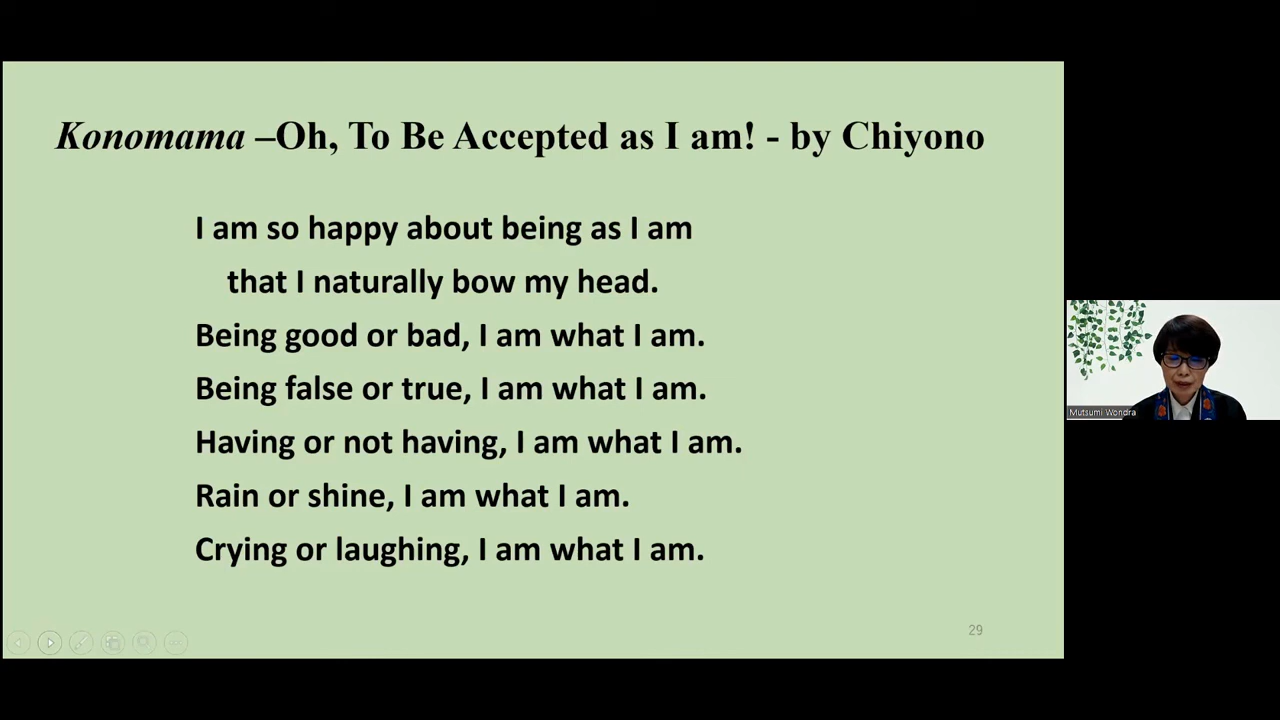 Konomama –Oh, To Be Accepted as I am! - by Chiyono
I am so happy about being as I am
that I naturally bow my head.
Being good or bad, I am what I am.
Being false or true, I am what I am.
Having or not having, I am what I am.
Rain or shine, I am what I am.
Crying or laughing, I am what I am.
29
Mutsumi Wondra